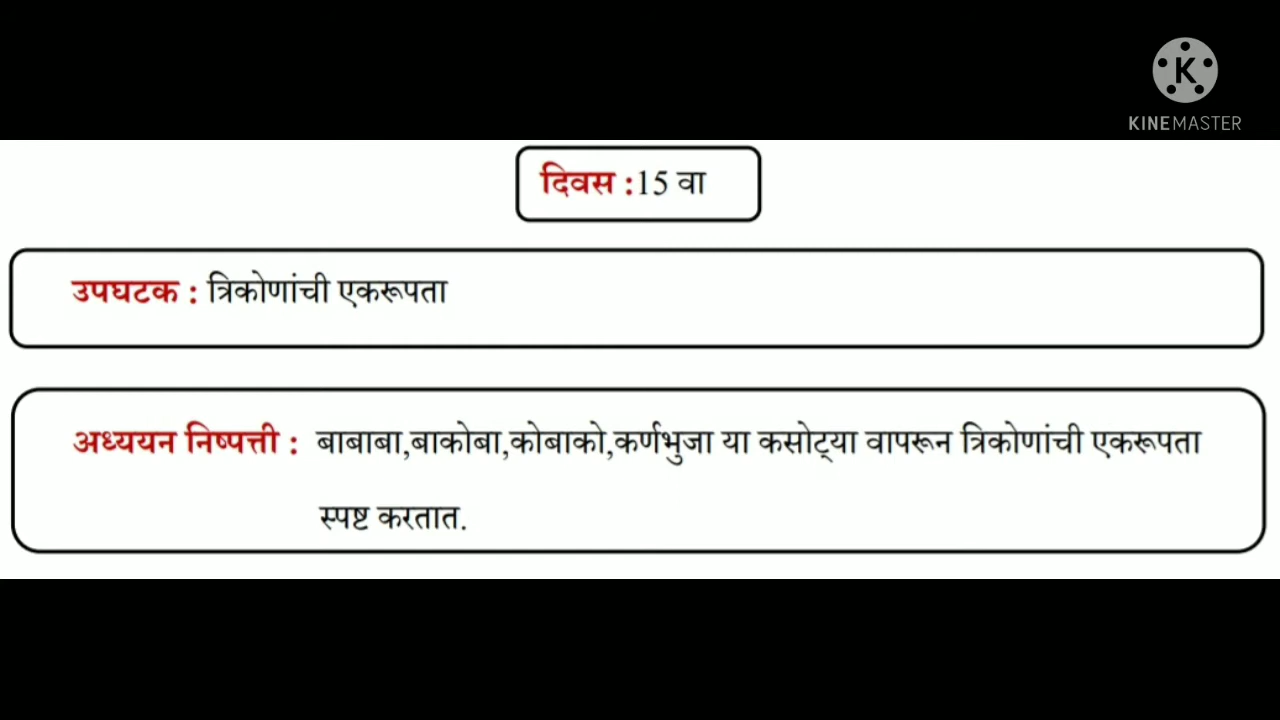 KINEMASTER
दिवस :15 वा
उपघटक : त्रिकोणांची एकरूपता
अध्ययन निष्पत्ती : बाबाबा,बाकोबा,कोबाको,कर्णभुजा या कसोट्या वापरून त्रिकोणांची एकरूपता
स्पष्ट करतात.